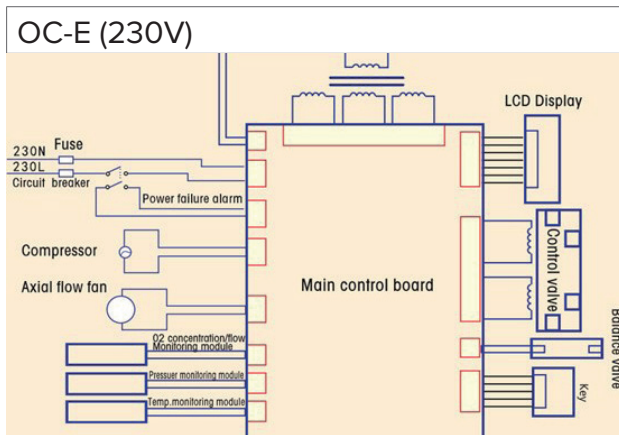 OC-E (230V)
LCD Display
230N Fuse
230L
Circuit breaker
Power failure alarm
Compressor
Control valve
Axial flow fan
Main control board
Balance valve
O2 concentration/flow
Monitoring module
Pressuer monitoring module
Temp.monitoring module
Key